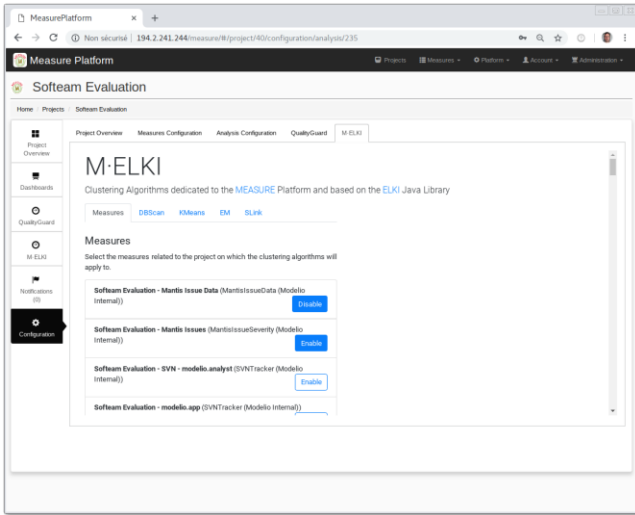 MeasurePlatform
Non sécurisé | 194.2.241.244/measure/#/project/40/configuration/analysis/235
Measure Platform
Projects
Measures
Platform
Account
Administration
Softeam Evaluation
Home / Projects / Softeam Evaluation
Project
Overview
Dashboards
QualityGuard
M-ELKI
Notifications
(0)
Configuration
Project Overview
Measures Configuration
Analysis Configuration
QualityGuard
M-ELKI
M·ELKI
Clustering Algorithms dedicated to the MEASURE Platform and based on the ELKI Java Library
Measures
DBScan
KMeans
EM
SLink
Measures
Select the measures related to the project on which the clustering algorithms will
apply to.
Softeam Evaluation - Mantis Issue Data (MantisIssueData (Modelio
Internal))
Disable
Softeam Evaluation - Mantis Issues (MantisIssueSeverity (Modelio
Internal))
Enable
Softeam Evaluation - SVN - modelio.analyst (SVNTracker (Modelio
Internal))
Enable
Softeam Evaluation - modelio.app (SVNTracker (Modelio Internal))